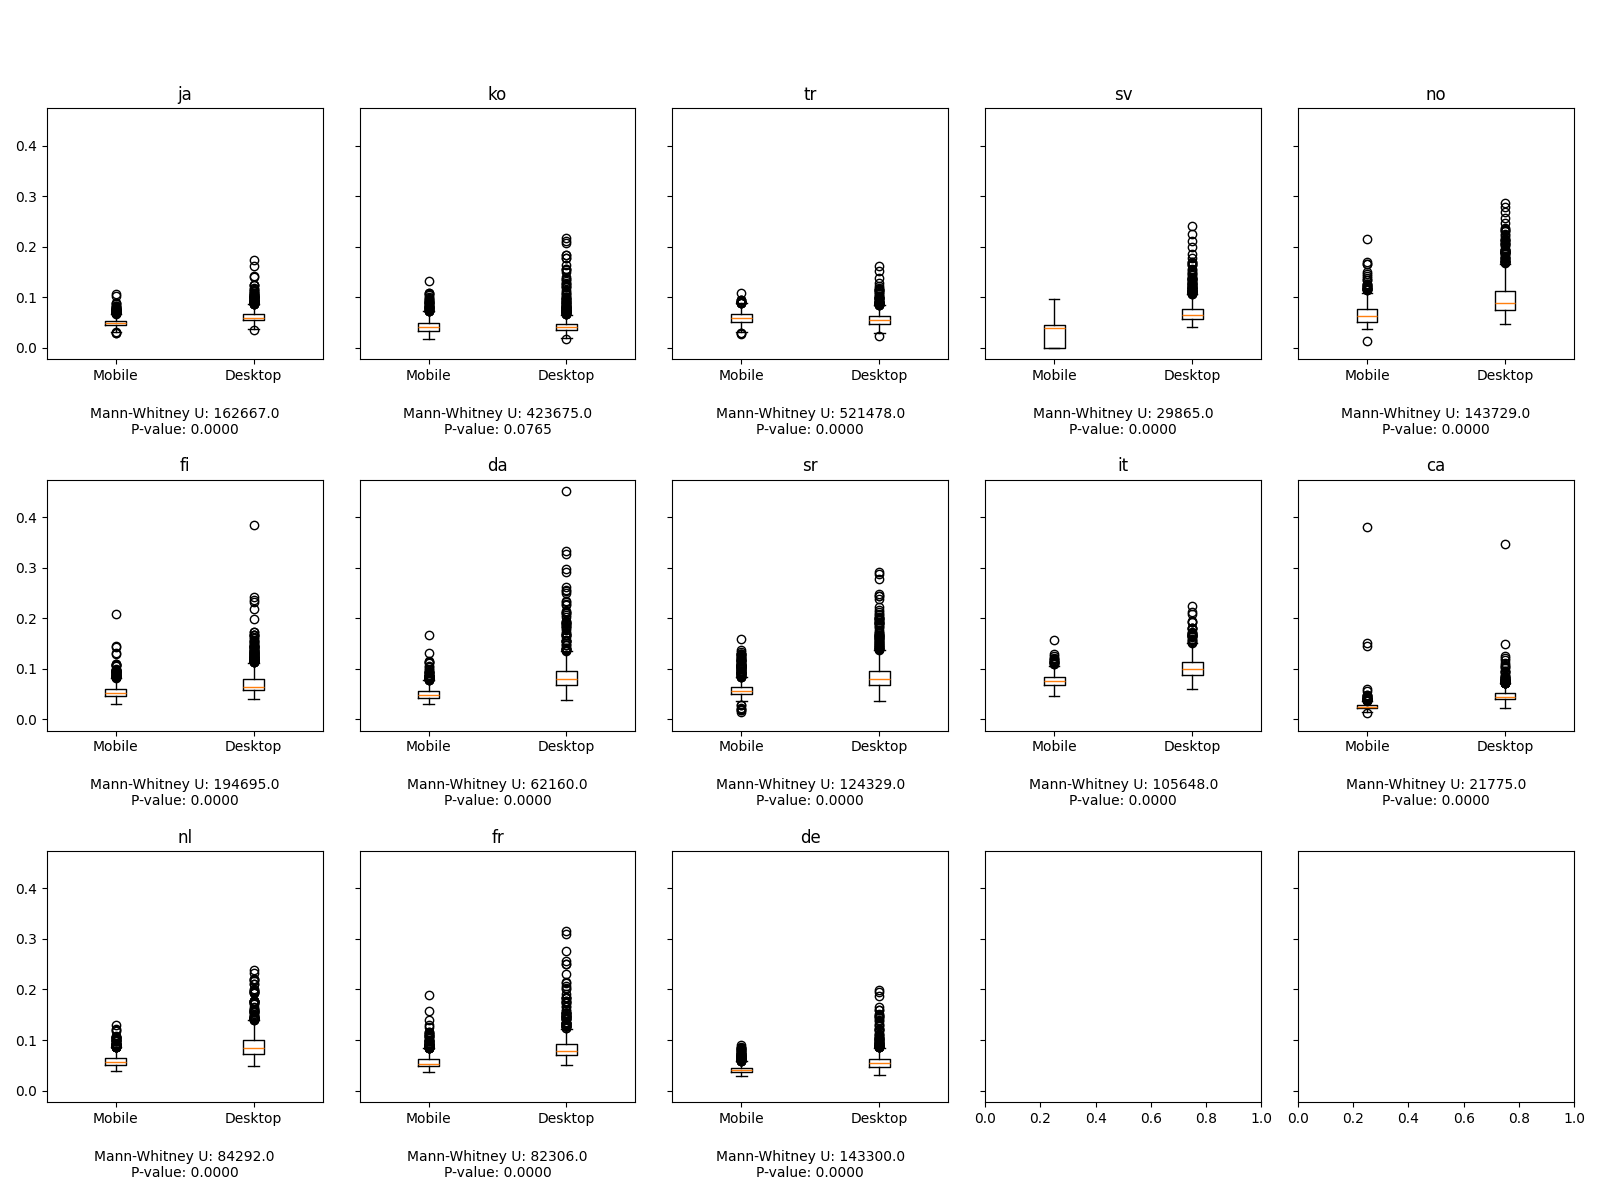 ja
ko
tr
sv
no
0.4
0.3
0.2
0.1
0.0
Mobile Desktop
Mobile Desktop
Mobile Desktop
Mobile Desktop
Mobile Desktop
Mann-Whitney U: 162667.0
P-value: 0.0000
Mann-Whitney U: 423675.0
P-value: 0.0765
Mann-Whitney U: 521478.0
P-value: 0.0000
Mann-Whitney U: 29865.0
P-value: 0.0000
Mann-Whitney U: 143729.0
P-value: 0.0000
fi
da
sr
it
ca
0.4
0.3
0.2
0.1
0.0
Mobile Desktop
Mobile Desktop
Mobile Desktop
Mobile Desktop
Mobile Desktop
Mann-Whitney U: 194695.0
P-value: 0.0000
Mann-Whitney U: 62160.0
P-value: 0.0000
Mann-Whitney U: 124329.0
P-value: 0.0000
Mann-Whitney U: 105648.0
P-value: 0.0000
Mann-Whitney U: 21775.0
P-value: 0.0000
nl
fr
de
0.4
0.3
0.2
0.1
0.0
Mobile Desktop
Mobile Desktop
Mobile Desktop
0.0 0.2 0.4 0.6 0.8 1.0
0.0 0.2 0.4 0.6 0.8 1.0
Mann-Whitney U: 84292.0
P-value: 0.0000
Mann-Whitney U: 82306.0
P-value: 0.0000
Mann-Whitney U: 143300.0
P-value: 0.0000